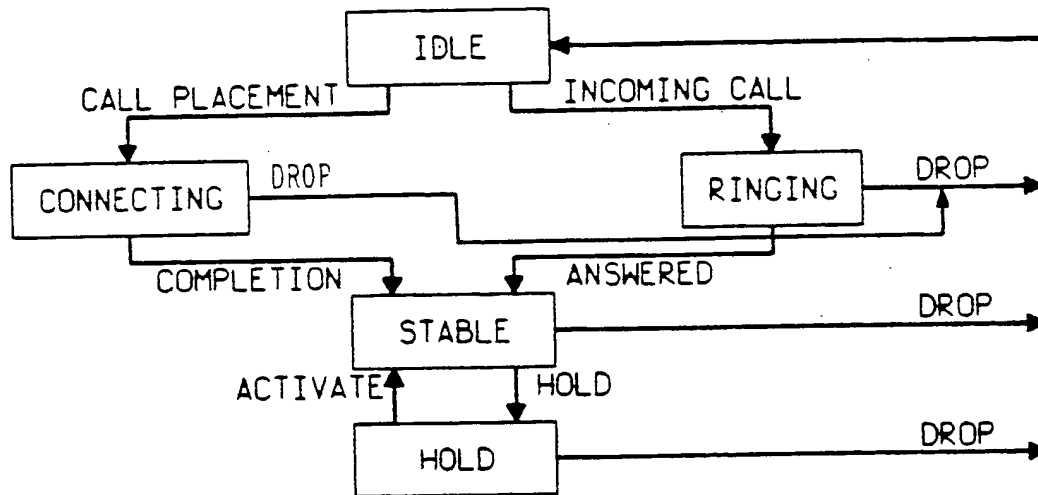 IDLE
CALL PLACEMENT
INCOMING CALL
CONNECTING
DROP
RINGING
DROP
COMPLETION
ANSWERED
STABLE
DROP
ACTIVATE
HOLD
HOLD
DROP